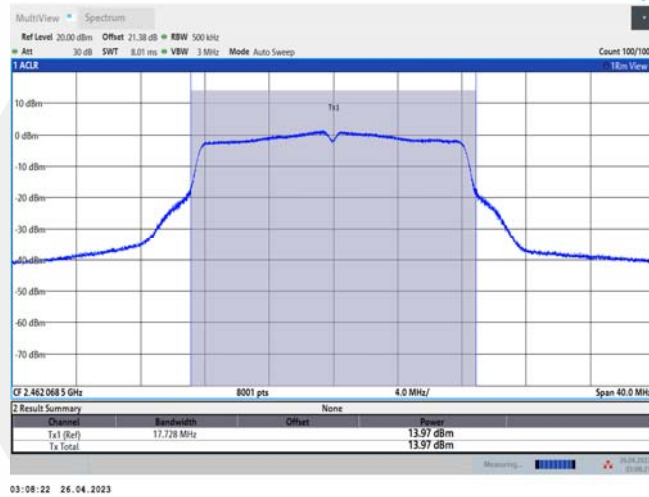 MultiView Spectrum
Ref Level 20.00 dBm Offset 21.38 dB RBW 500 kHz
Att 30 dB SWT 8.01 ms VBW 3 MHz Mode Auto Sweep Count 100/100
1 ACLR 1Rm View
Tx1
10 dBm
0 dBm
-10 dBm
-20 dBm
-30 dBm
-40 dBm
-50 dBm
-60 dBm
-70 dBm
CF 2.462 068 5 GHz 8001 pts 4.0 MHz/ Span 40.0 MHz
2 Result Summary None
Channel Bandwidth Offset Power
Tx1 (Ref) 17.728 MHz 13.97 dBm
Tx Total 13.97 dBm
Measuring... 26.04.2023
03:08:22 26.04.2023